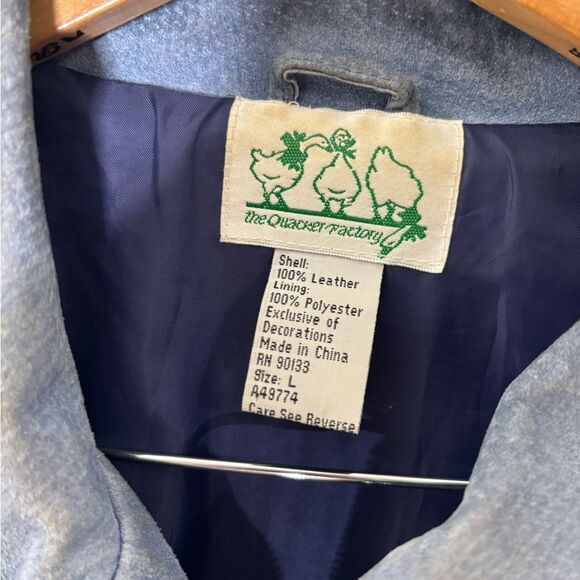 the Quacker Factory
Shell:
100% Leather
Lining:
100% Polyester
Exclusive of
Decorations
Made in China
RN 90133
Size: L
A49774
Care See Reverse